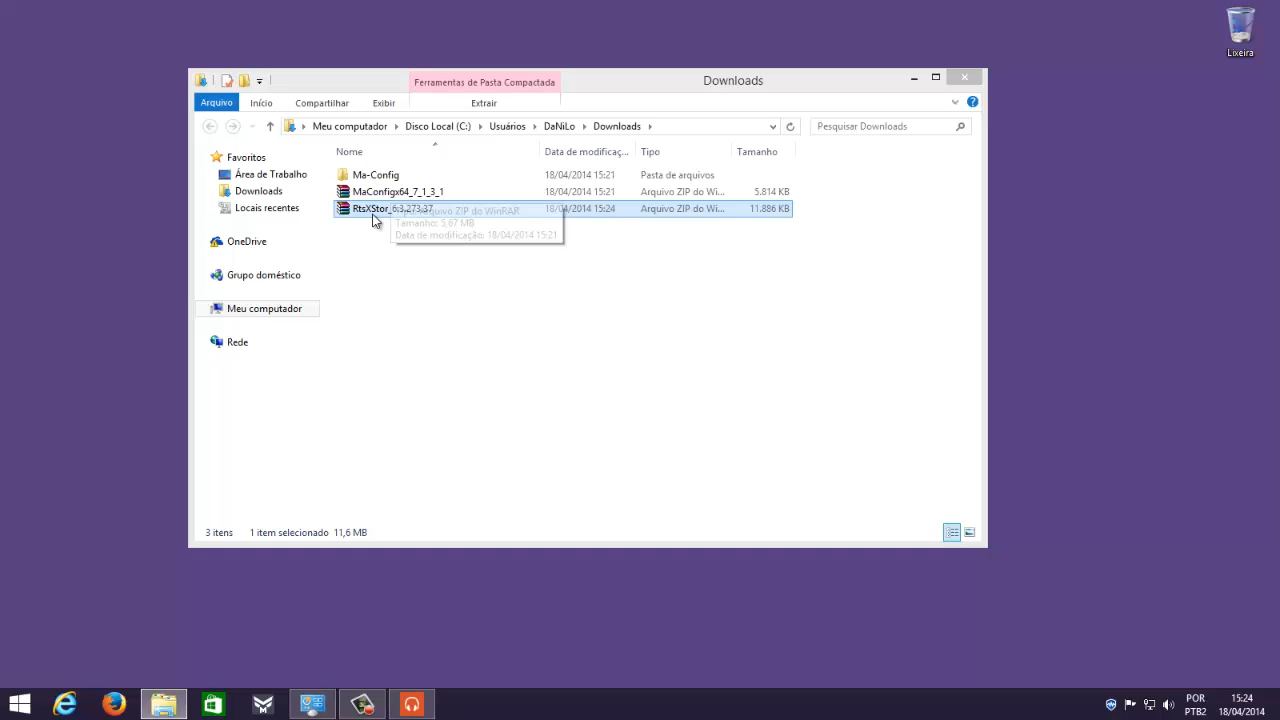 Lixeira
Ferramentas de Pasta Compactada
Downloads
Arquivo
Início
Compartilhar
Exibir
Extrair
Meu computador
Disco Local (C:)
Usuários
DaNiLo
Downloads
Pesquisar Downloads
Nome
Data de modificaç...
Tipo
Tamanho
Favoritos
Área de Trabalho
Downloads
Locais recentes
OneDrive
Grupo doméstico
Meu computador
Rede
Ma-Config 18/04/2014 15:21 Pasta de arquivos
MaConfigx64_7_1_3_1 18/04/2014 15:21 Arquivo ZIP do Wi... 5.814 KB
RtsXStor_6.3.273.37 18/04/2014 15:24 Arquivo ZIP do Wi... 11.886 KB
Arquivo ZIP do WinRAR
Tamanho: 5,67 MB
Data de modificação: 18/04/2014 15:21
3 itens 1 item selecionado 11,6 MB
POR
PTB2
15:24
18/04/2014